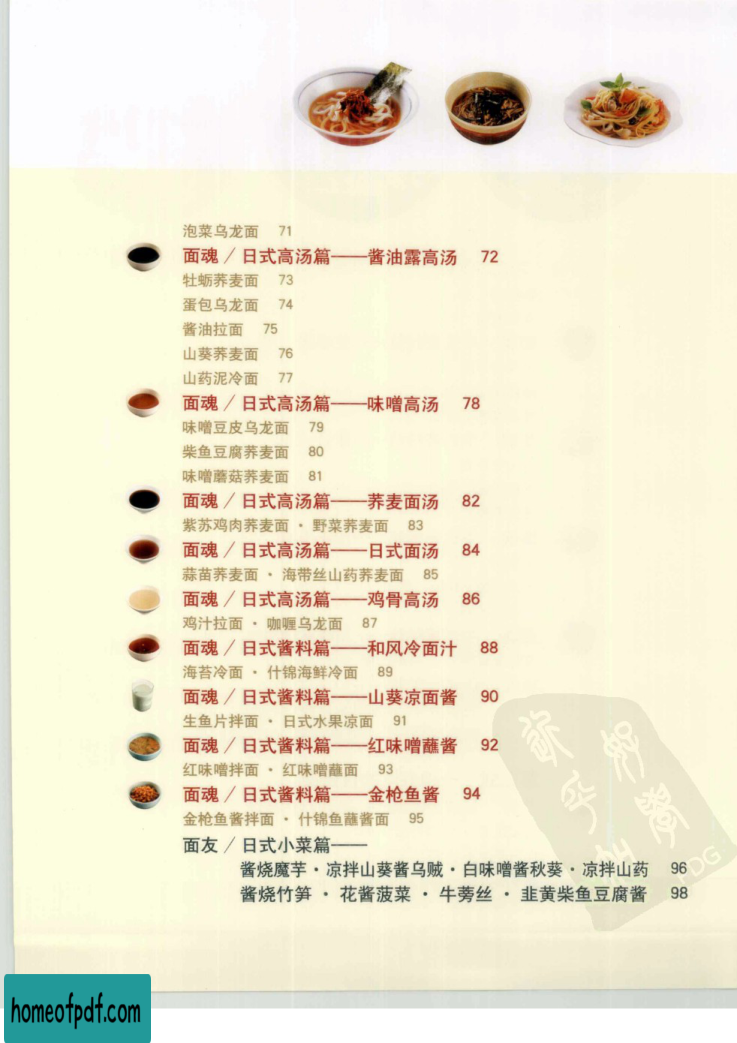 泡菜乌龙面 71
面魂 / 日式高汤篇——酱油露高汤 72
牡蛎荞麦面 73
蛋包乌龙面 74
酱油拉面 75
山葵荞麦面 76
山药泥冷面 77
面魂 / 日式高汤篇——味噌高汤 78
味噌豆皮乌龙面 79
柴鱼豆腐荞麦面 80
味噌蘑菇荞麦面 81
面魂 / 日式高汤篇——荞麦面汤 82
紫苏鸡肉荞麦面·野菜荞麦面 83
面魂 / 日式高汤篇——日式面汤 84
蒜苗荞麦面·海带丝山药荞麦面 85
面魂 / 日式高汤篇——鸡骨高汤 86
鸡汁拉面·咖喱乌龙面 87
面魂 / 日式酱料篇——和风冷面汁 88
海苔冷面·什锦海鲜冷面 89
面魂 / 日式酱料篇——山葵凉面酱 90
生鱼片拌面·日式水果凉面 91
面魂 / 日式酱料篇——红味噌蘸酱 92
红味噌拌面·红味噌蘸面 93
面魂 / 日式酱料篇——金枪鱼酱 94
金枪鱼酱拌面·什锦鱼蘸酱面 95
面友 / 日式小菜篇——
酱烧魔芋·凉拌山葵酱乌贼·白味噌酱秋葵·凉拌山药 96
酱烧竹笋·花酱菠菜·牛蒡丝·韭黄柴鱼豆腐酱 98
PDG
homeofpdf.com